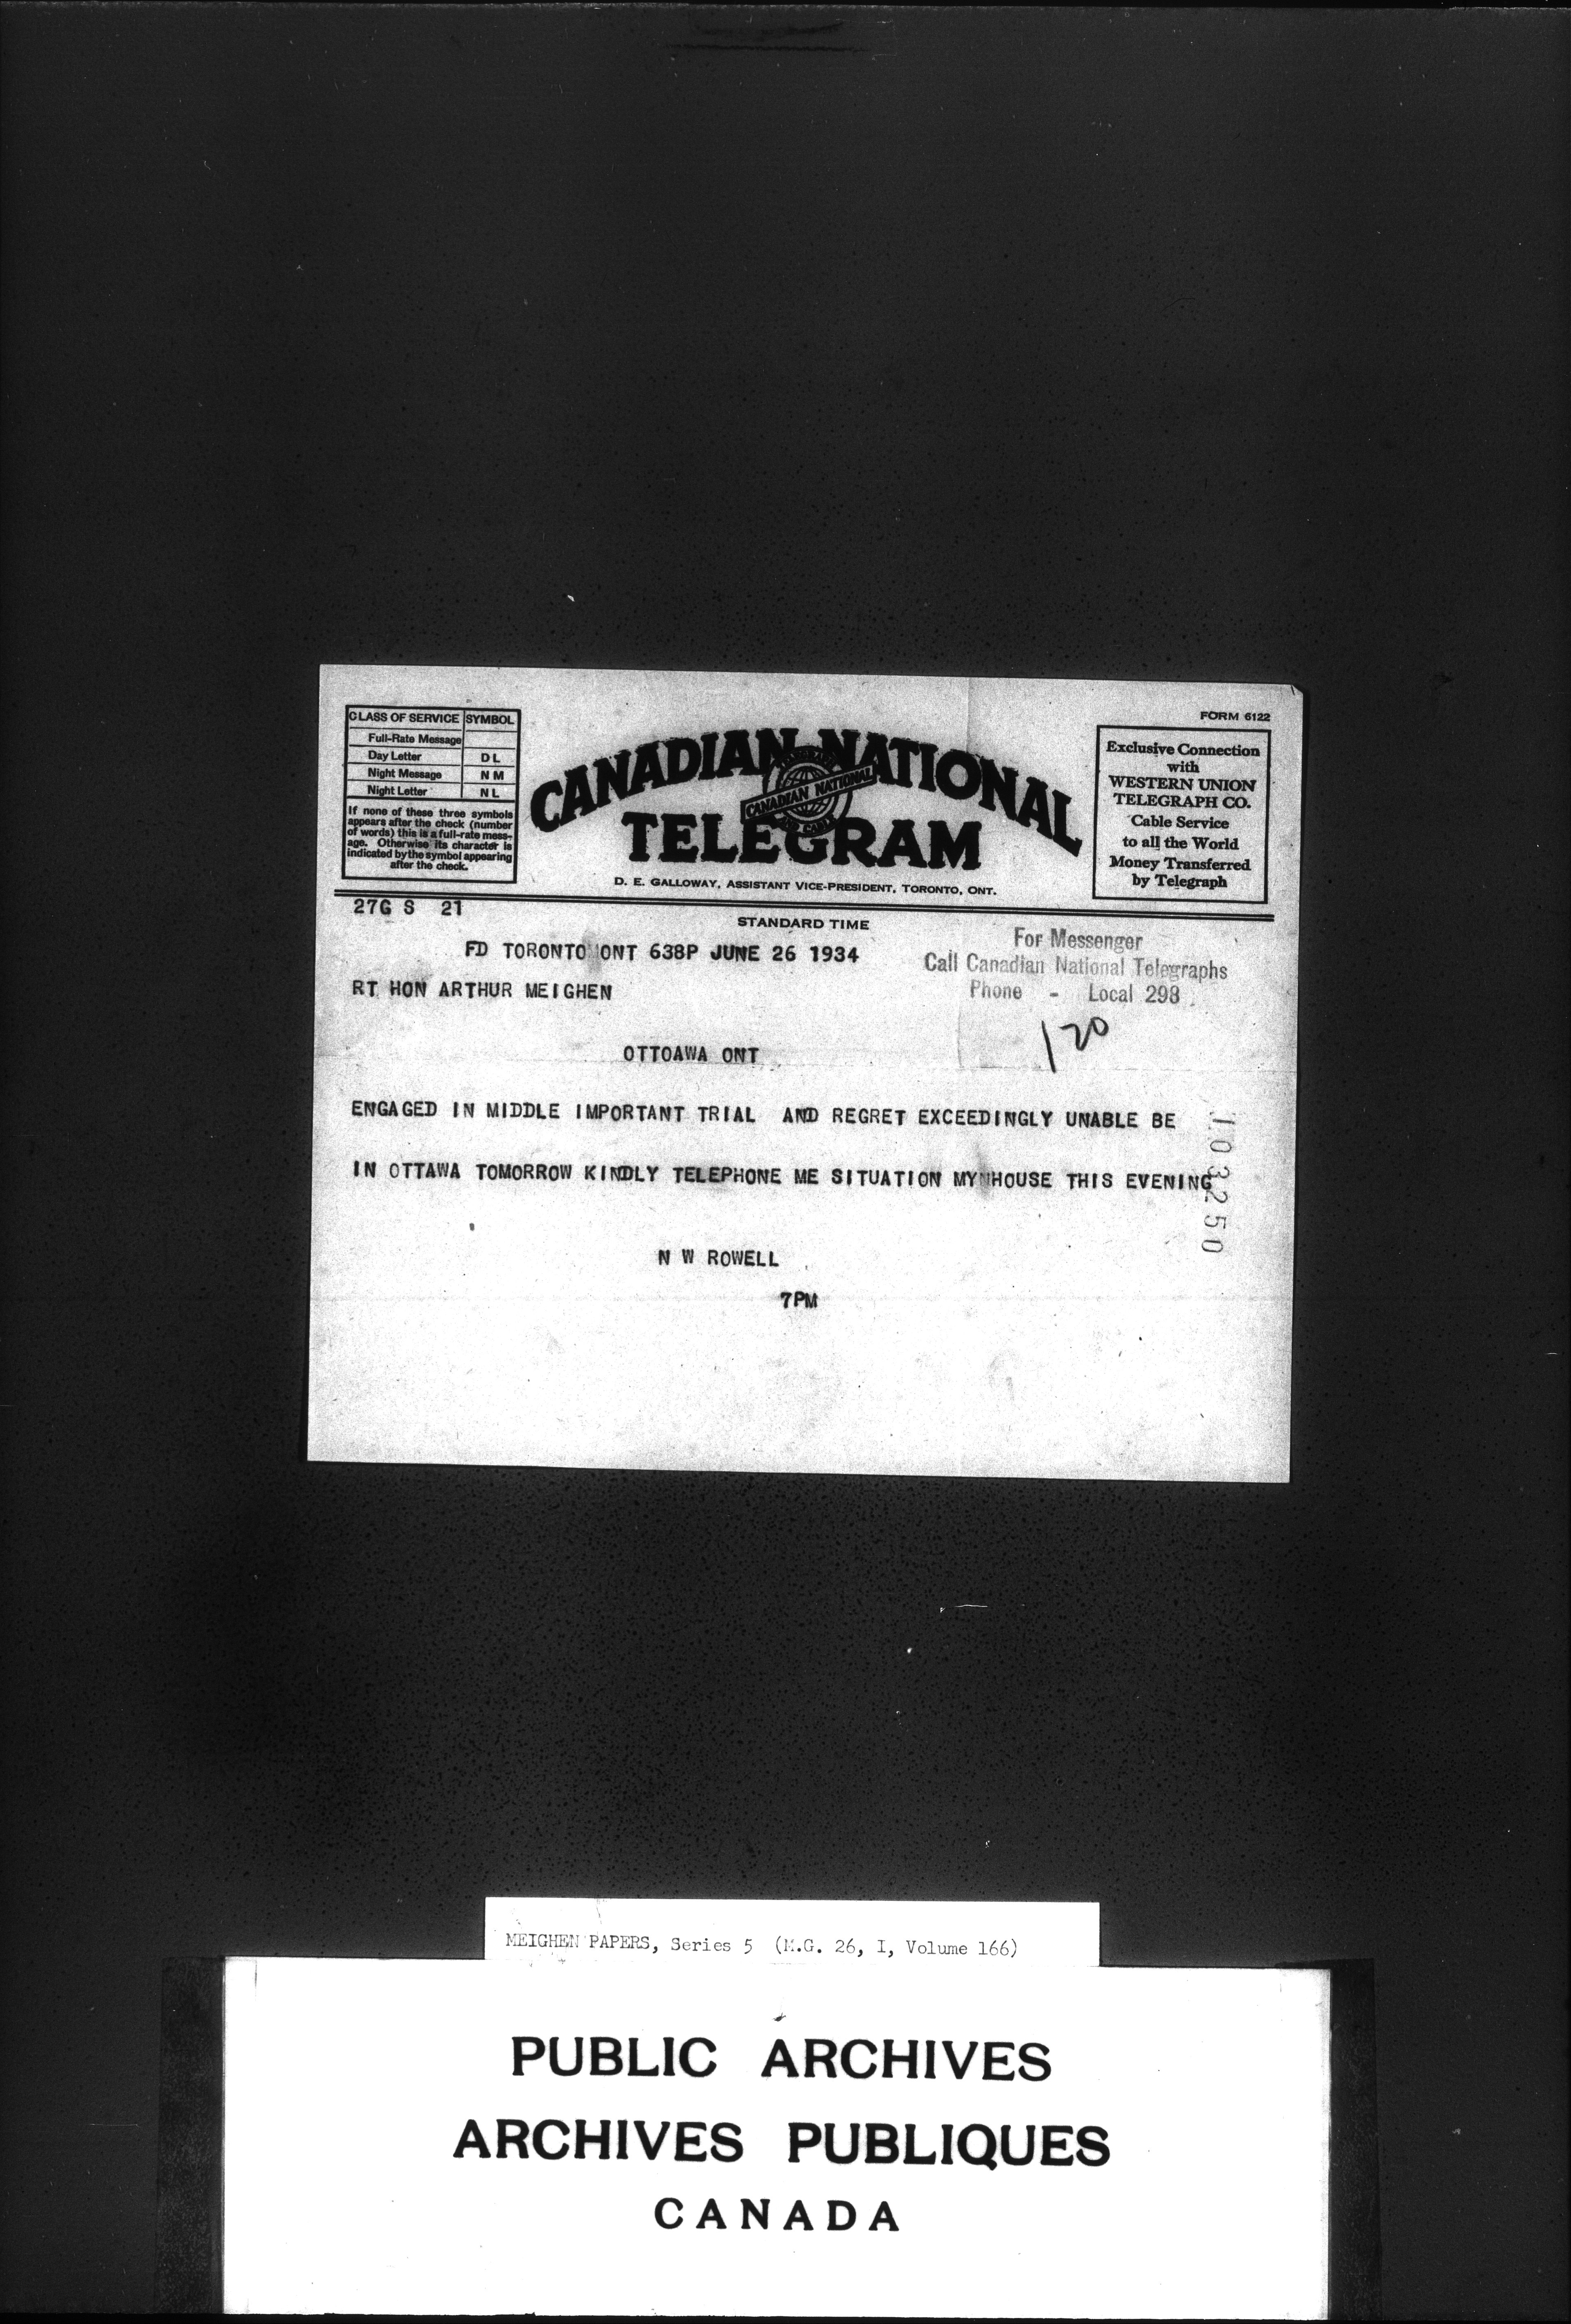 CLASS OF SERVICE SYMBOL
Full-Rate Message
Day Letter D L
Night Message N M
Night Letter N L
If none of these three symbols
appears after the check (number
of words) this is a full-rate mess-
age. Otherwise its character is
indicated by the symbol appearing
after the check.
CANADIAN NATIONAL
TELEGRAM
CANADIAN NATIONAL
D. E. GALLOWAY, ASSISTANT VICE-PRESIDENT, TORONTO, ONT.
FORM 6122
Exclusive Connection
with
WESTERN UNION
TELEGRAPH CO.
Cable Service
to all the World
Money Transferred
by Telegraph
27G S 21
STANDARD TIME
FD TORONTO ONT 638P JUNE 26 1934
For Messenger
Call Canadian National Telegraphs
Phone - Local 298
RT HON ARTHUR MEIGHEN
120
OTTOAWA ONT
ENGAGED IN MIDDLE IMPORTANT TRIAL AND REGRET EXCEEDINGLY UNABLE BE
IN OTTAWA TOMORROW KINDLY TELEPHONE ME SITUATION MYNHOUSE THIS EVENING
103250
N W ROWELL
7PM
MEIGHEN PAPERS, Series 5 (M.G. 26, I, Volume 166)
PUBLIC ARCHIVES
ARCHIVES PUBLIQUES
CANADA